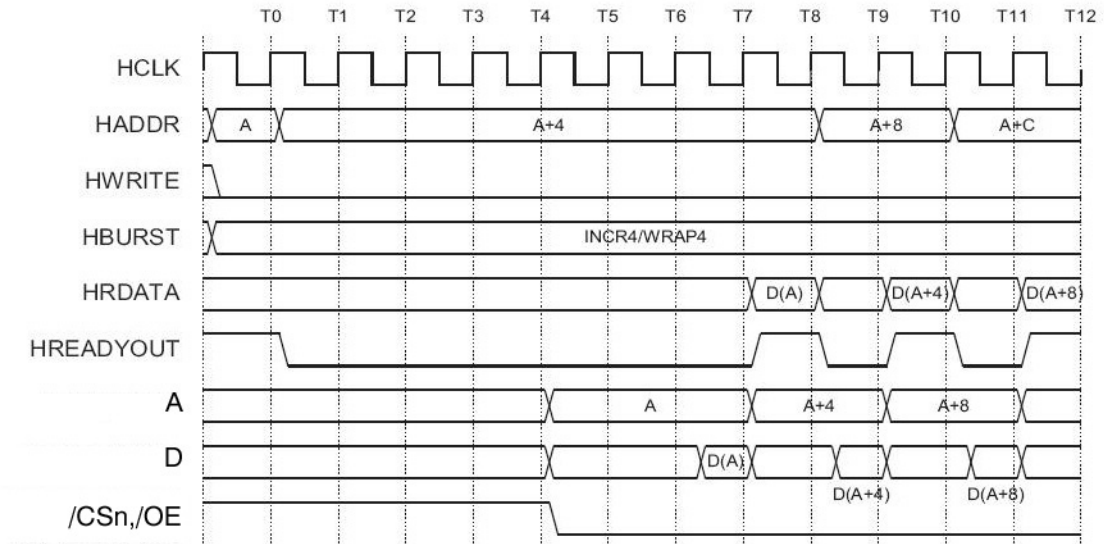 T0 T1 T2 T3 T4 T5 T6 T7 T8 T9 T10 T11 T12
HCLK
HADDR A A+4 A+8 A+C
HWRITE
HBURST INCR4/WRAP4
HRDATA D(A) D(A+4) D(A+8)
HREADYOUT
A A A+4 A+8
D D(A)
D(A+4) D(A+8)
/CSn,/OE